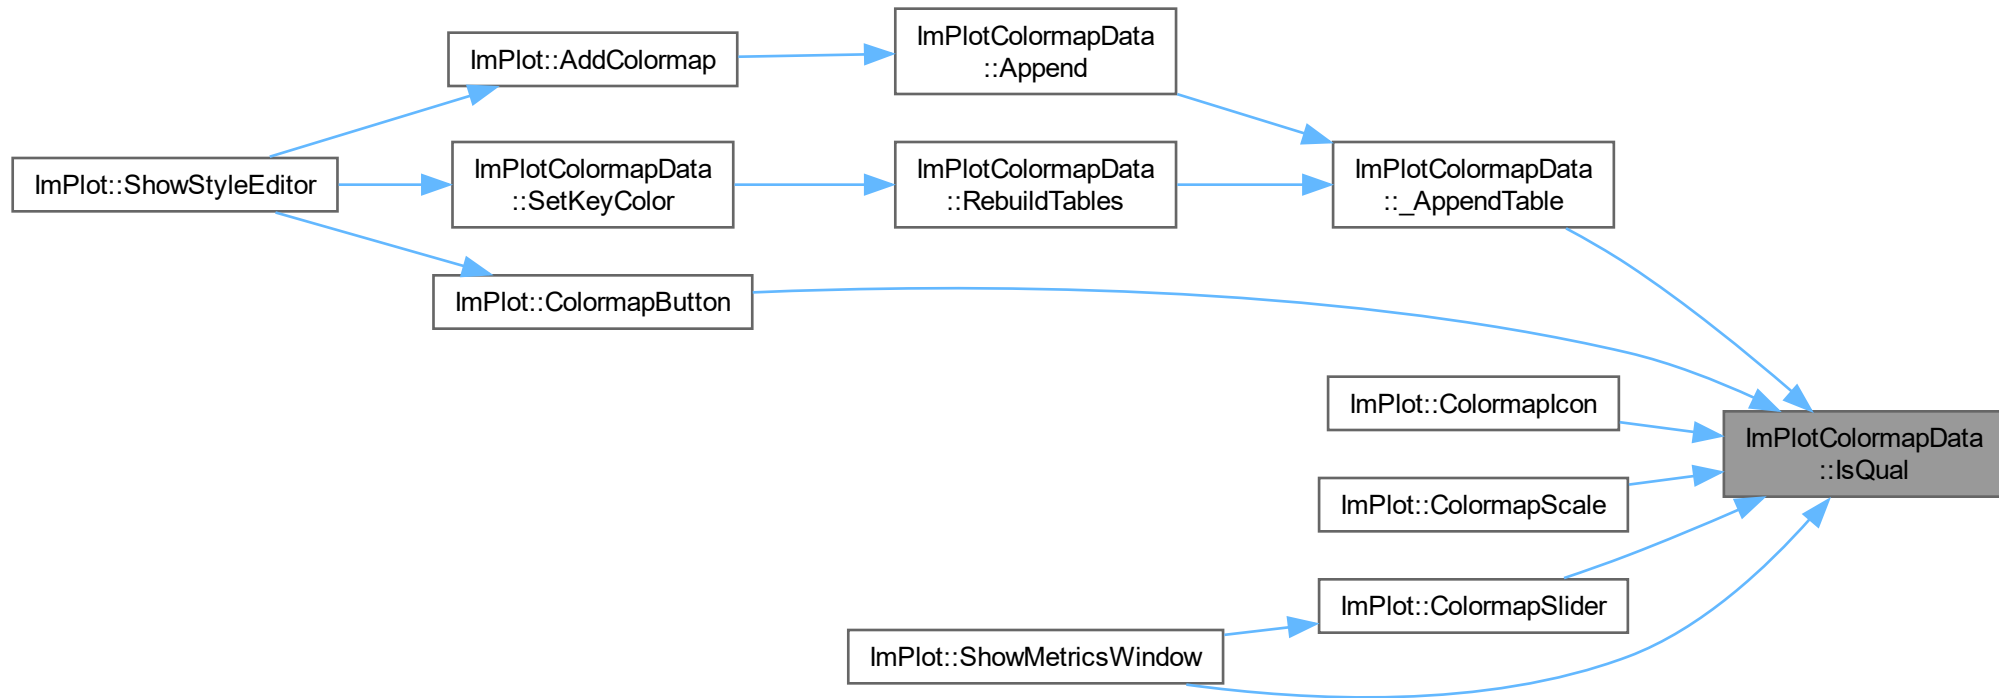 ImPlotColormapData
::Append
ImPlot::AddColormap
ImPlot::ShowStyleEditor
ImPlotColormapData
::SetKeyColor
ImPlotColormapData
::RebuildTables
ImPlotColormapData
::_AppendTable
ImPlot::ColormapButton
ImPlot::ColormapIcon
ImPlotColormapData
::IsQual
ImPlot::ColormapScale
ImPlot::ColormapSlider
ImPlot::ShowMetricsWindow